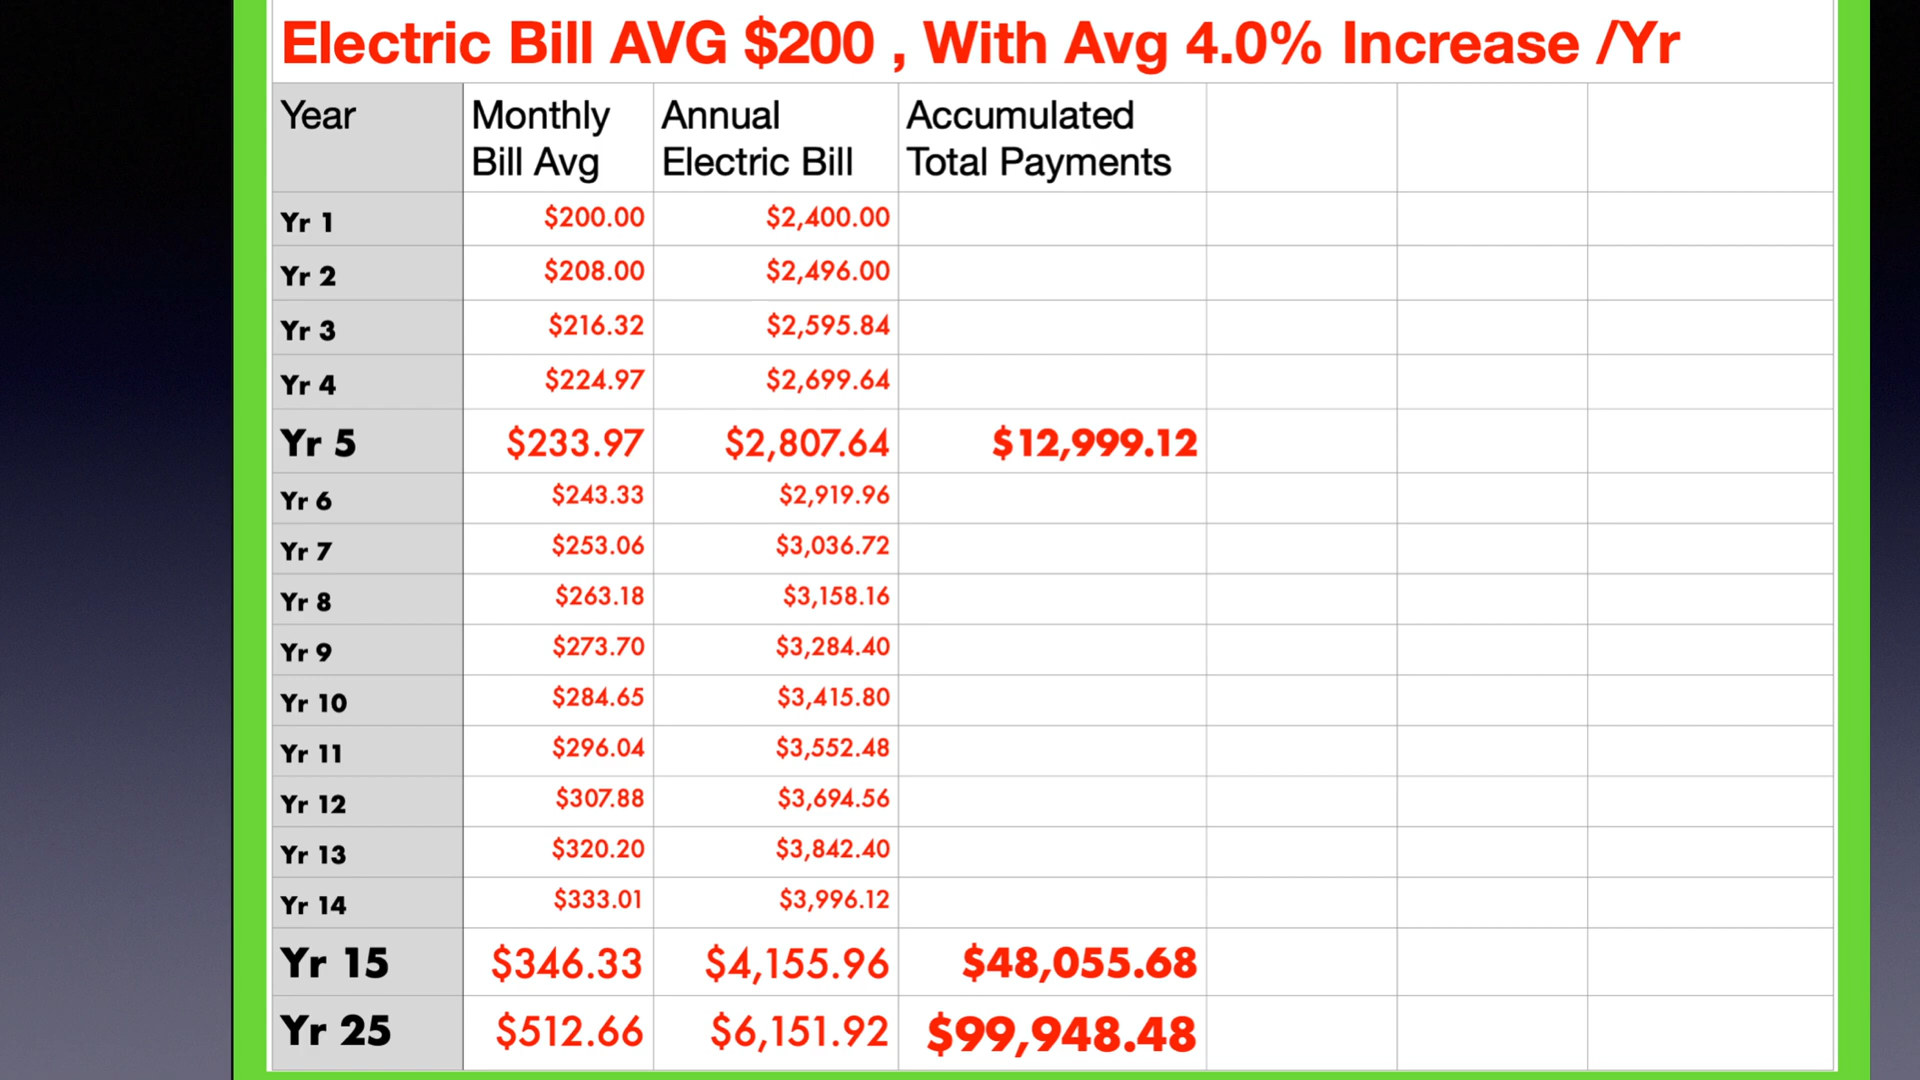 Electric Bill AVG $200 , With Avg 4.0% Increase /Yr
Year Monthly Bill Avg Annual Electric Bill Accumulated Total Payments
Yr 1 $200.00 $2,400.00
Yr 2 $208.00 $2,496.00
Yr 3 $216.32 $2,595.84
Yr 4 $224.97 $2,699.64
Yr 5 $233.97 $2,807.64 $12,999.12
Yr 6 $243.33 $2,919.96
Yr 7 $253.06 $3,036.72
Yr 8 $263.18 $3,158.16
Yr 9 $273.70 $3,284.40
Yr 10 $284.65 $3,415.80
Yr 11 $296.04 $3,552.48
Yr 12 $307.88 $3,694.56
Yr 13 $320.20 $3,842.40
Yr 14 $333.01 $3,996.12
Yr 15 $346.33 $4,155.96 $48,055.68
Yr 25 $512.66 $6,151.92 $99,948.48